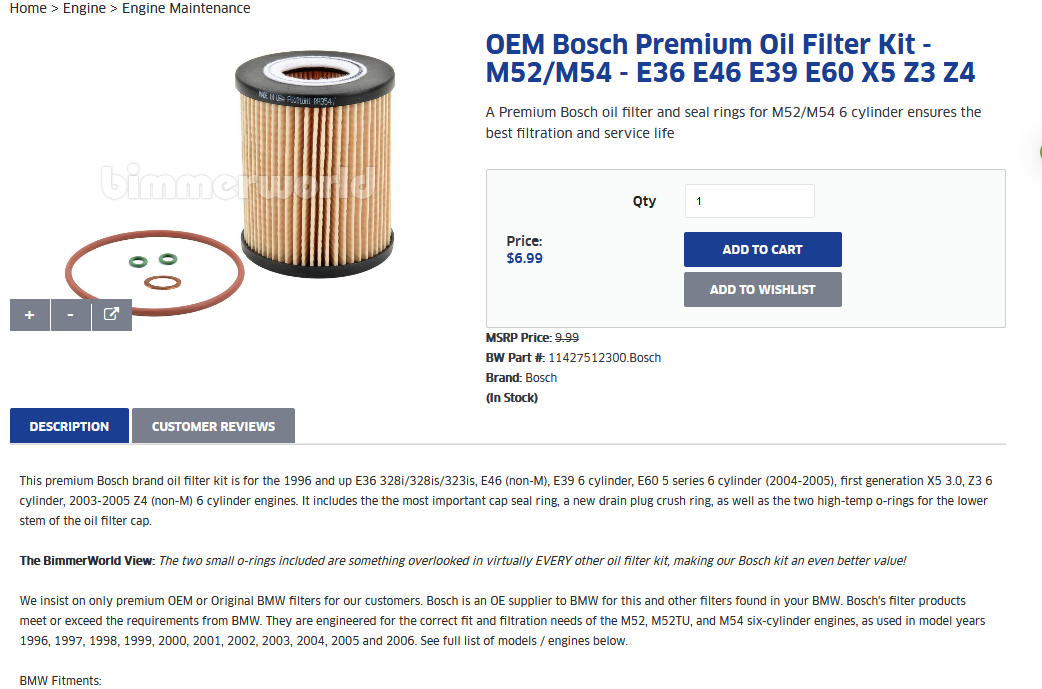 Home > Engine > Engine Maintenance
OEM Bosch Premium Oil Filter Kit -
M52/M54 - E36 E46 E39 E60 X5 Z3 Z4
A Premium Bosch oil filter and seal rings for M52/M54 6 cylinder ensures the
best filtration and service life
bimmerworld
Qty
1
Price:
$6.99
ADD TO CART
ADD TO WISHLIST
+
-
MSRP Price: 9.99
BW Part #: 11427512300.Bosch
Brand: Bosch
(In Stock)
DESCRIPTION
CUSTOMER REVIEWS
This premium Bosch brand oil filter kit is for the 1996 and up E36 328i/328is/323is, E46 (non-M), E39 6 cylinder, E60 5 series 6 cylinder (2004-2005), first generation X5 3.0, Z3 6
cylinder, 2003-2005 Z4 (non-M) 6 cylinder engines. It includes the the most important cap seal ring, a new drain plug crush ring, as well as the two high-temp o-rings for the lower
stem of the oil filter cap.
The BimmerWorld View: The two small o-rings included are something overlooked in virtually EVERY other oil filter kit, making our Bosch kit an even better value!
We insist on only premium OEM or Original BMW filters for our customers. Bosch is an OE supplier to BMW for this and other filters found in your BMW. Bosch's filter products
meet or exceed the requirements from BMW. They are engineered for the correct fit and filtration needs of the M52, M52TU, and M54 six-cylinder engines, as used in model years
1996, 1997, 1998, 1999, 2000, 2001, 2002, 2003, 2004, 2005 and 2006. See full list of models / engines below.
BMW Fitments: